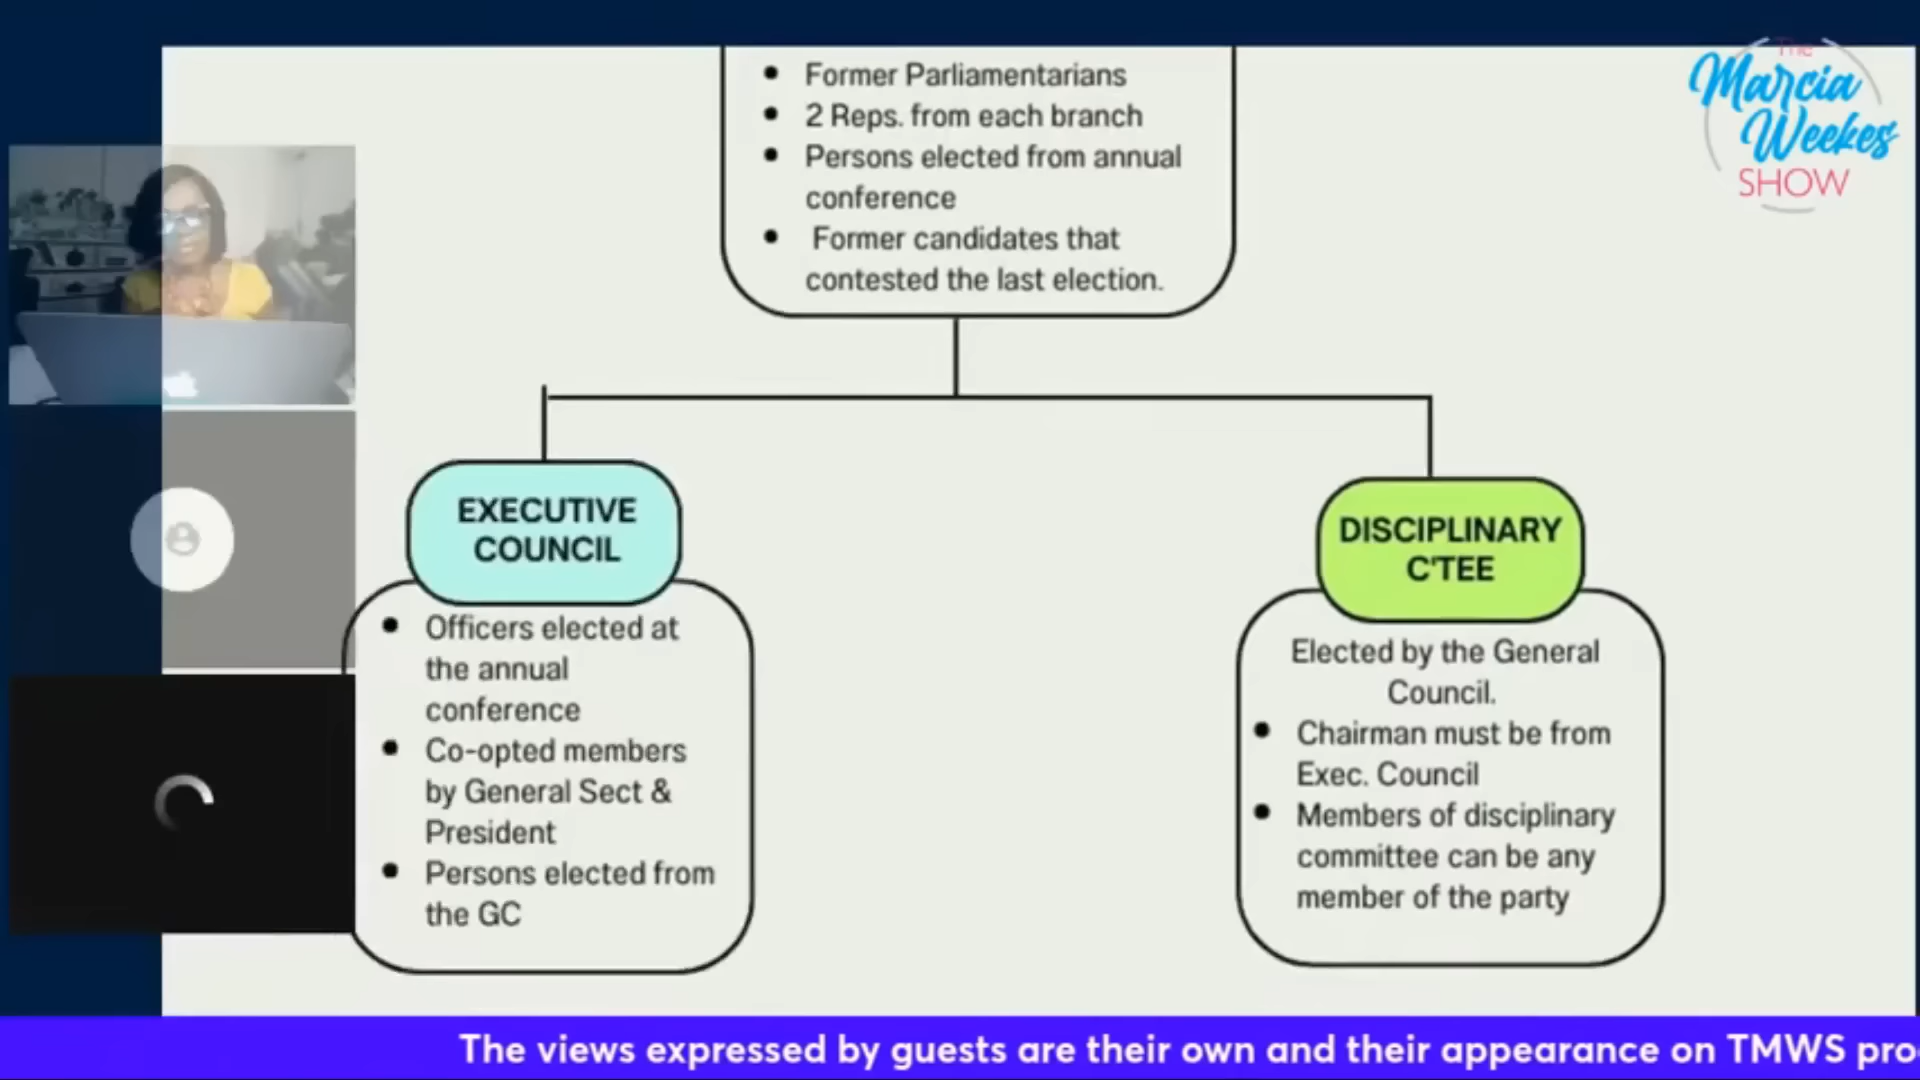 The
Marcia
Weekes
SHOW
• Former Parliamentarians
• 2 Reps. from each branch
• Persons elected from annual
conference
• Former candidates that
contested the last election.
EXECUTIVE
COUNCIL
• Officers elected at
the annual
conference
• Co-opted members
by General Sect &
President
• Persons elected from
the GC
DISCIPLINARY
C'TEE
Elected by the General
Council.
• Chairman must be from
Exec. Council
• Members of disciplinary
committee can be any
member of the party
The views expressed by guests are their own and their appearance on TMWS pro